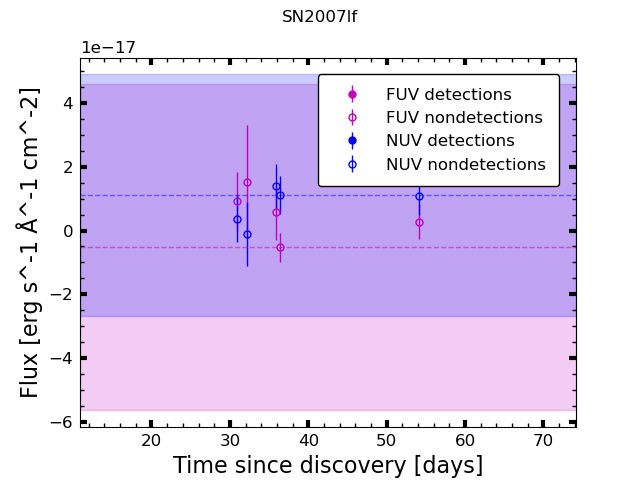 SN2007If
1e−17
FUV detections
FUV nondetections
NUV detections
NUV nondetections
4
2
0
−2
−4
−6
Flux [erg s^-1 Å^-1 cm^-2]
20 30 40 50 60 70
Time since discovery [days]